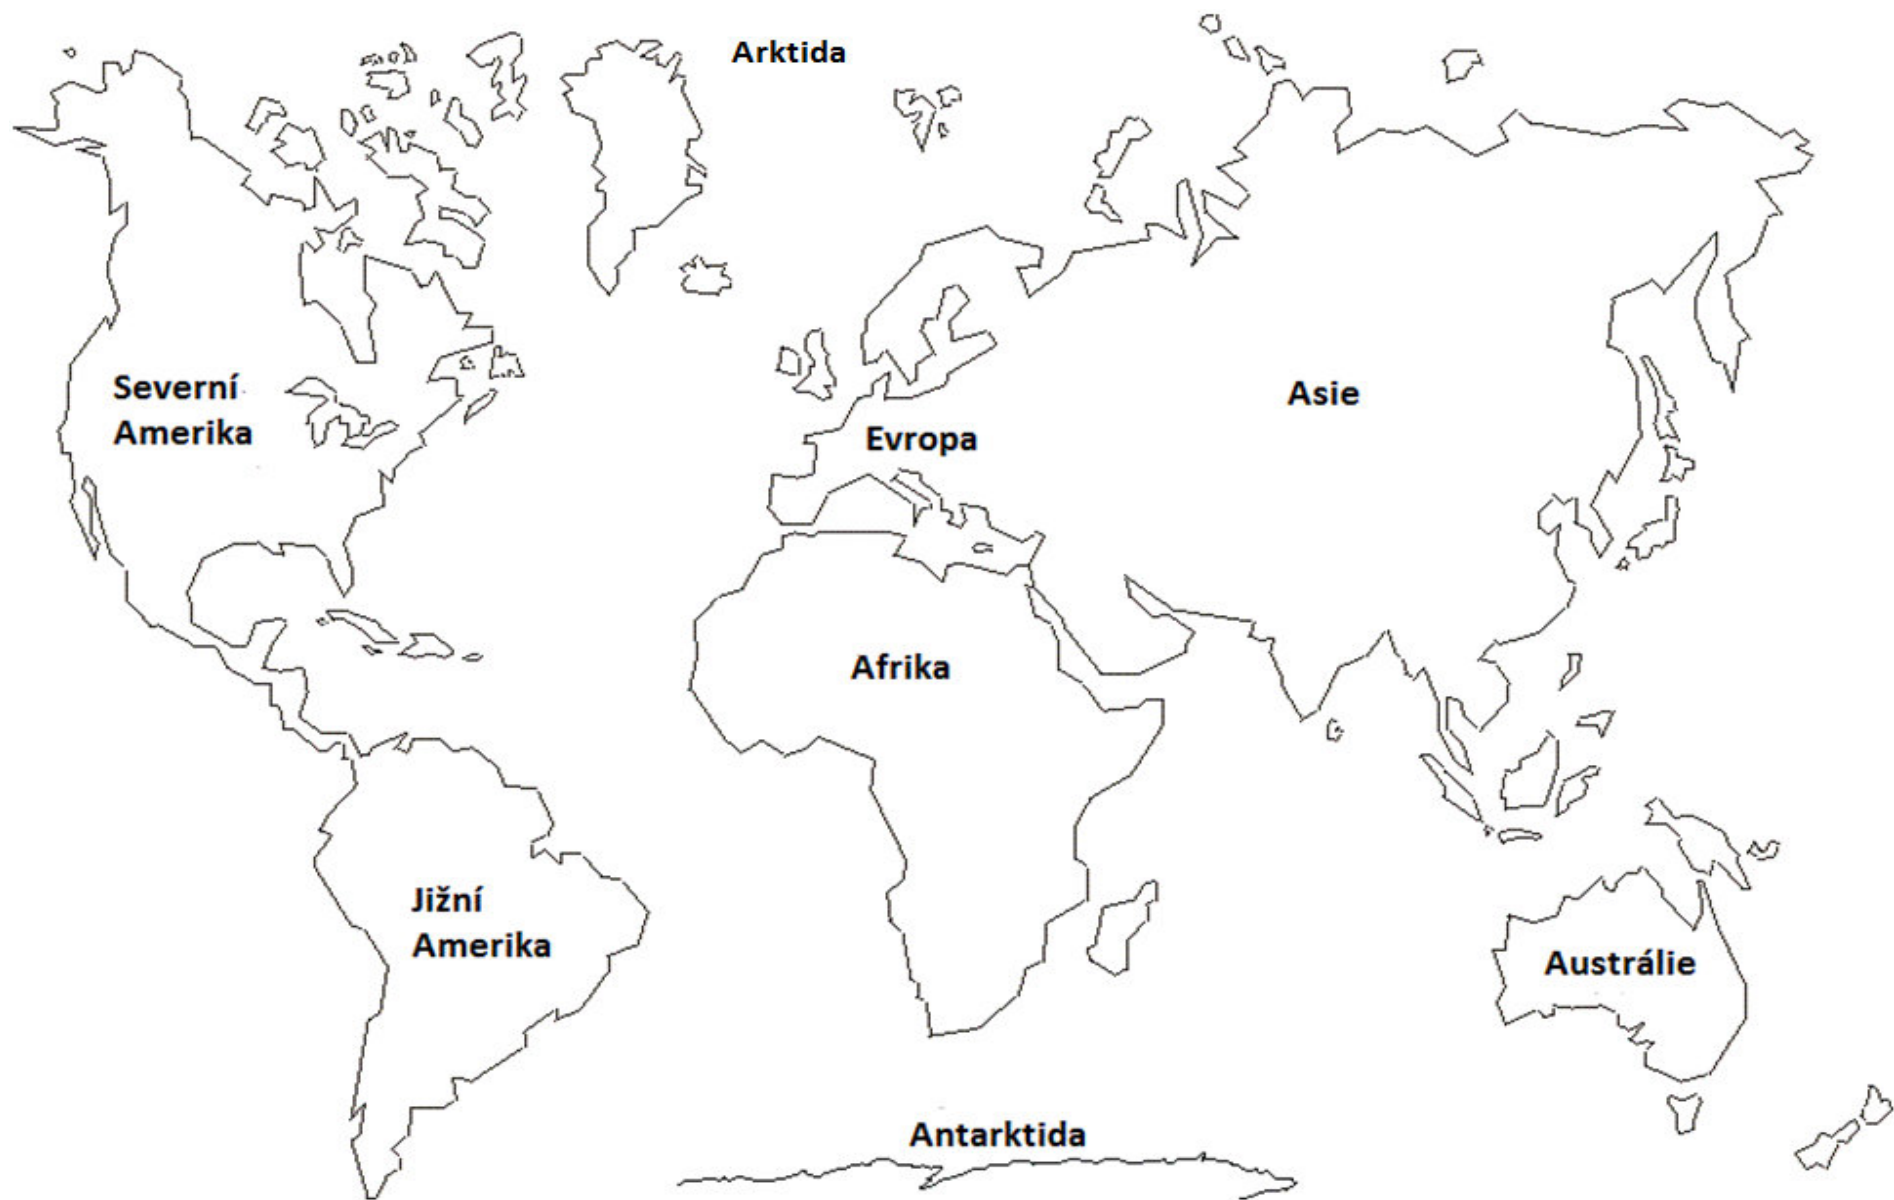 Arktida
Severní
Amerika
Asie
Evropa
Afrika
Jižní
Amerika
Austrálie
Antarktida